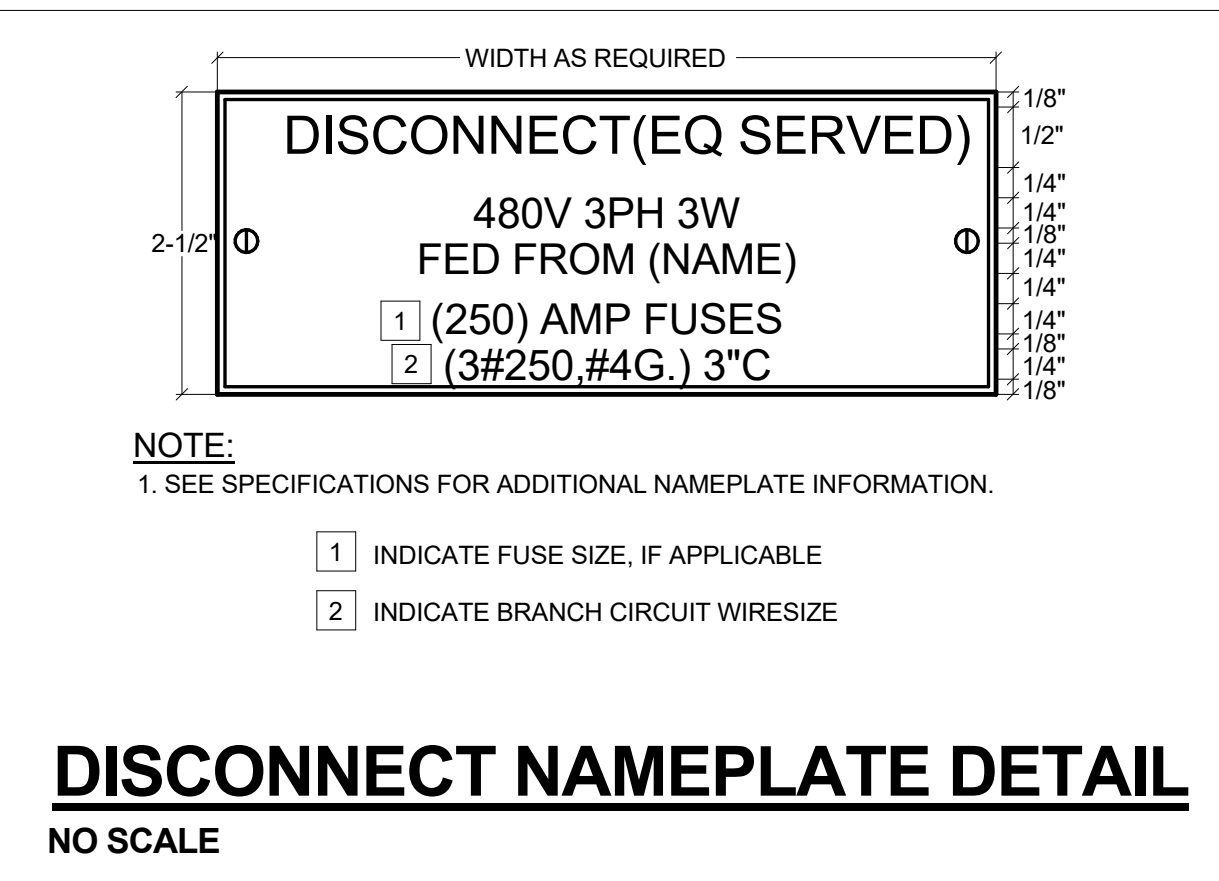 WIDTH AS REQUIRED
DISCONNECT(EQ SERVED)
480V 3PH 3W
FED FROM (NAME)
1 (250) AMP FUSES
2 (3#250,#4G.) 3"C
2-1/2"
1/8"
1/2"
1/4"
1/4"
1/8"
1/4"
1/4"
1/4"
1/8"
1/4"
1/8"
NOTE:
1. SEE SPECIFICATIONS FOR ADDITIONAL NAMEPLATE INFORMATION.
1 INDICATE FUSE SIZE, IF APPLICABLE
2 INDICATE BRANCH CIRCUIT WIRESIZE
DISCONNECT NAMEPLATE DETAIL
NO SCALE